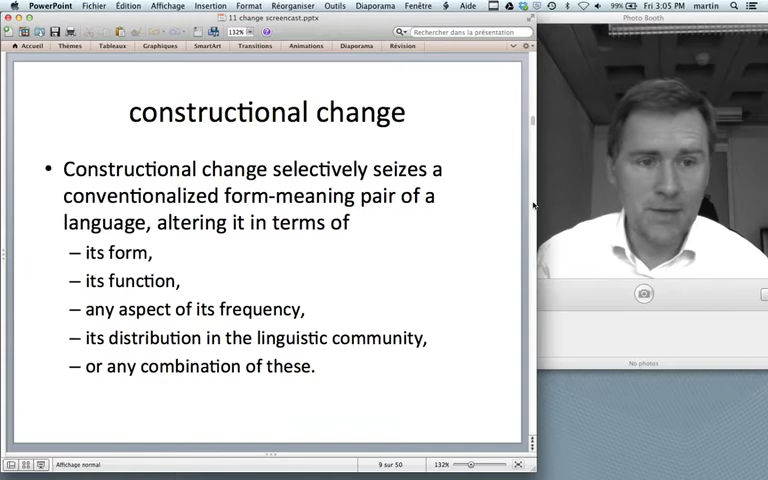 PowerPoint Fichier Édition Affichage Insertion Format Réorganiser Outils Diaporama Fenêtre Aide 99% Fri 3:05 PM martin
11 change screencast.pptx
Photo Booth
132% Rechercher dans la présentation
Accueil Thèmes Tableaux Graphiques SmartArt Transitions Animations Diaporama Révision
constructional change
• Constructional change selectively seizes a
conventionalized form-meaning pair of a
language, altering it in terms of
– its form,
– its function,
– any aspect of its frequency,
– its distribution in the linguistic community,
– or any combination of these.
No photos
Affichage normal 9 sur 50 132%